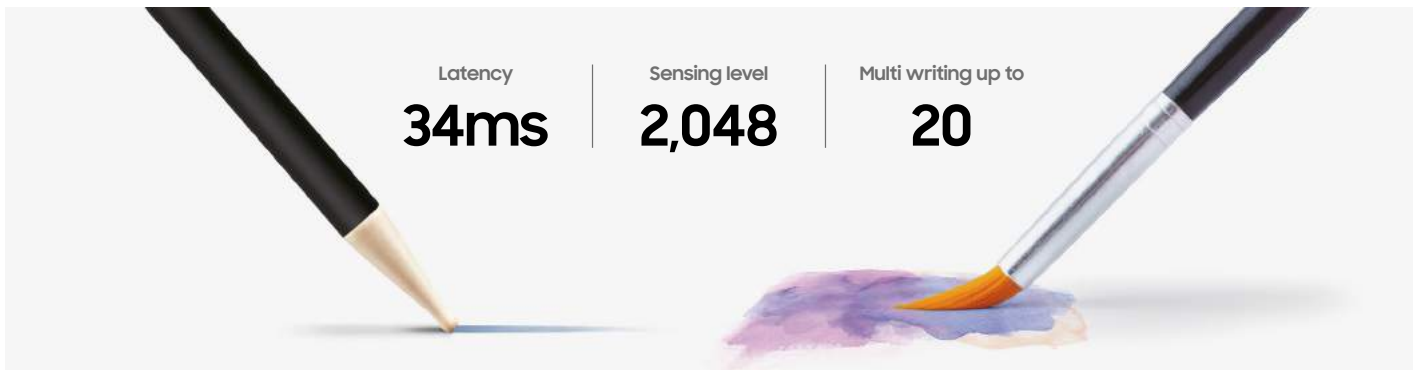 Latency
34ms
Sensing level
2,048
Multi writing up to
20